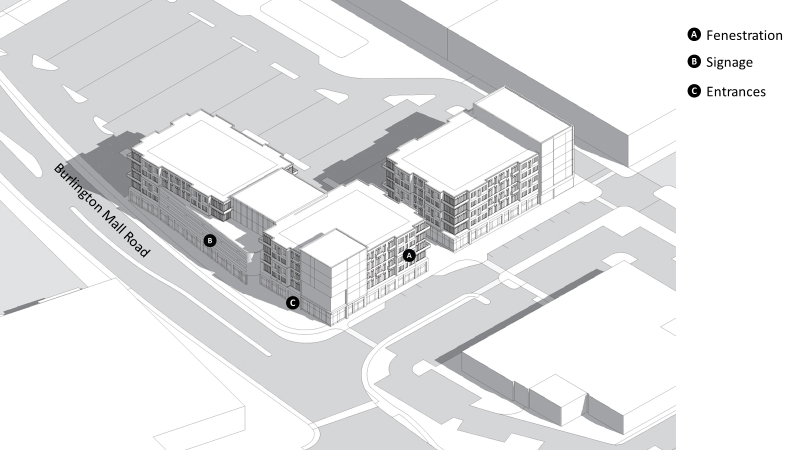 A Fenestration
B Signage
C Entrances
Burlington Mall Road
B
A
C